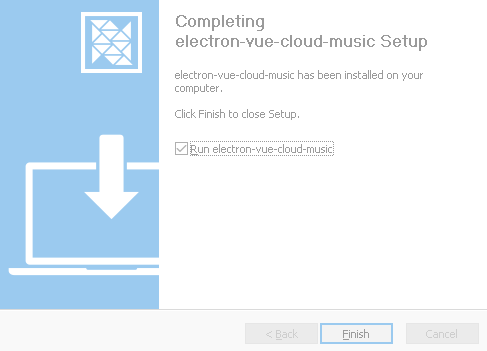 Completing
electron-vue-cloud-music Setup
electron-vue-cloud-music has been installed on your
computer.
Click Finish to close Setup.
Run electron-vue-cloud-music
< Back
Finish
Cancel